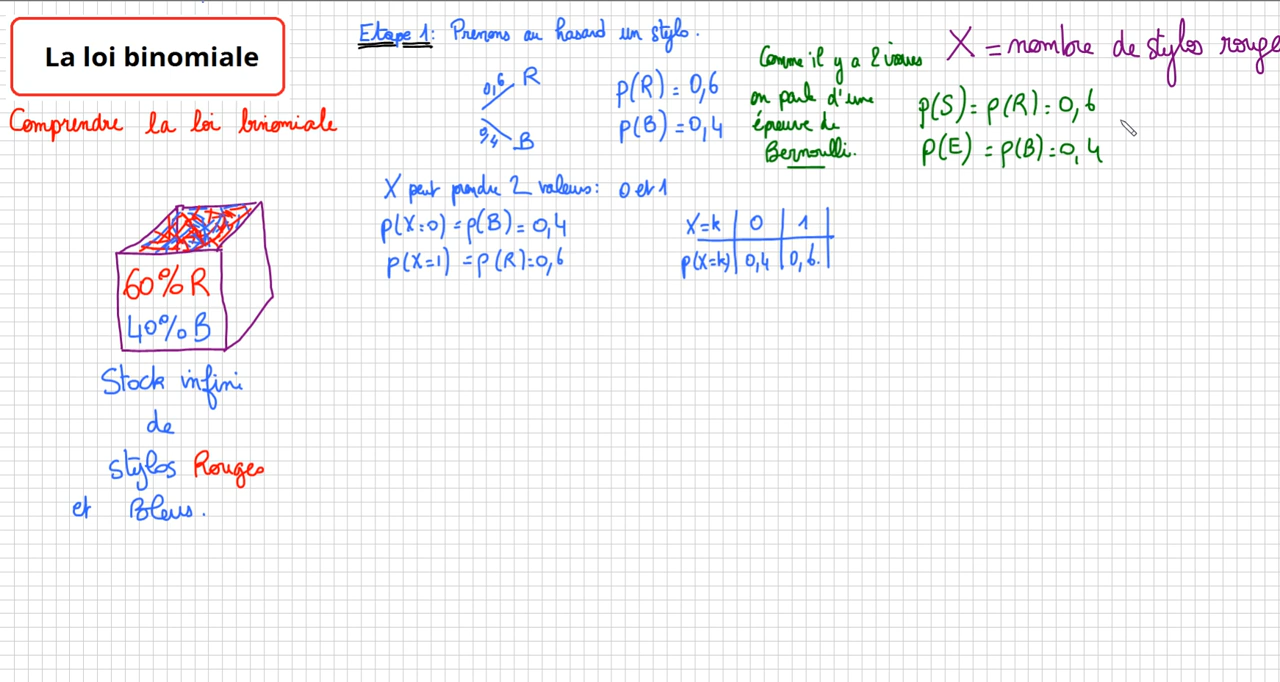 La loi binomiale
Comprendre la loi binomiale
60% R
40% B
Stock infini
de
stylos Rouges
et Bleus.
Etape 1: Prenons au hasard un stylo.
0,6 R
0,4 B
p(R) = 0,6
p(B) = 0,4
Comme il y a 2 issues
on parle d'une
épreuve de
Bernoulli.
X = nombre de stylos rouge
p(S) = p(R) = 0,6
p(E) = p(B) = 0,4
X peut prendre 2 valeurs: 0 et 1
p(X=0) = p(B) = 0,4
p(X=1) = p(R) = 0,6
X=k | 0 | 1
p(X=k) | 0,4 | 0,6.